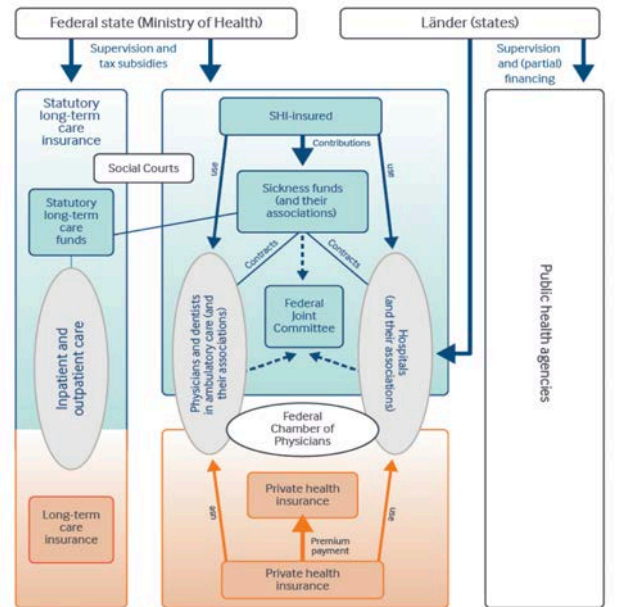 Federal state (Ministry of Health)
Länder (states)
Supervision and
tax subsidies
Supervision
and (partial)
financing
Statutory
long-term
care
insurance
SHI-insured
Contributions
use
use
Social Courts
Statutory
long-term
care
funds
Sickness funds
(and their
associations)
Contracts
Contracts
Federal
Joint
Committee
Inpatient and
outpatient care
Physicians and dentists
in ambulatory care (and
their associations)
Hospitals
(and their associations)
Public health agencies
Federal
Chamber of
Physicians
Long-term
care
insurance
Private health
insurance
use
use
Premium
payment
Private health
insurance